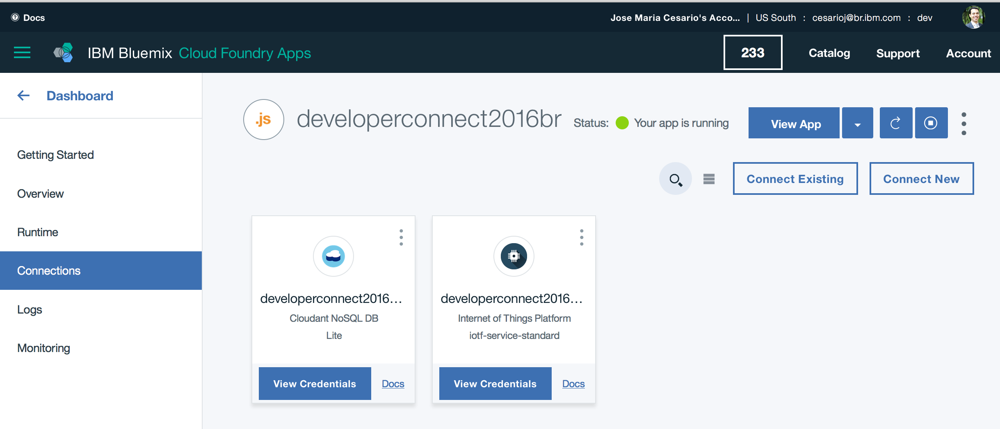 Docs
Jose Maria Cesario's Acco... | US South : cesarioj@br.ibm.com : dev
IBM Bluemix Cloud Foundry Apps
233
Catalog
Support
Account
Dashboard
Getting Started
Overview
Runtime
Connections
Logs
Monitoring
.js
developerconnect2016br
Status: Your app is running
View App
Connect Existing
Connect New
developerconnect2016...
Cloudant NoSQL DB
Lite
View Credentials
Docs
developerconnect2016...
Internet of Things Platform
iotf-service-standard
View Credentials
Docs